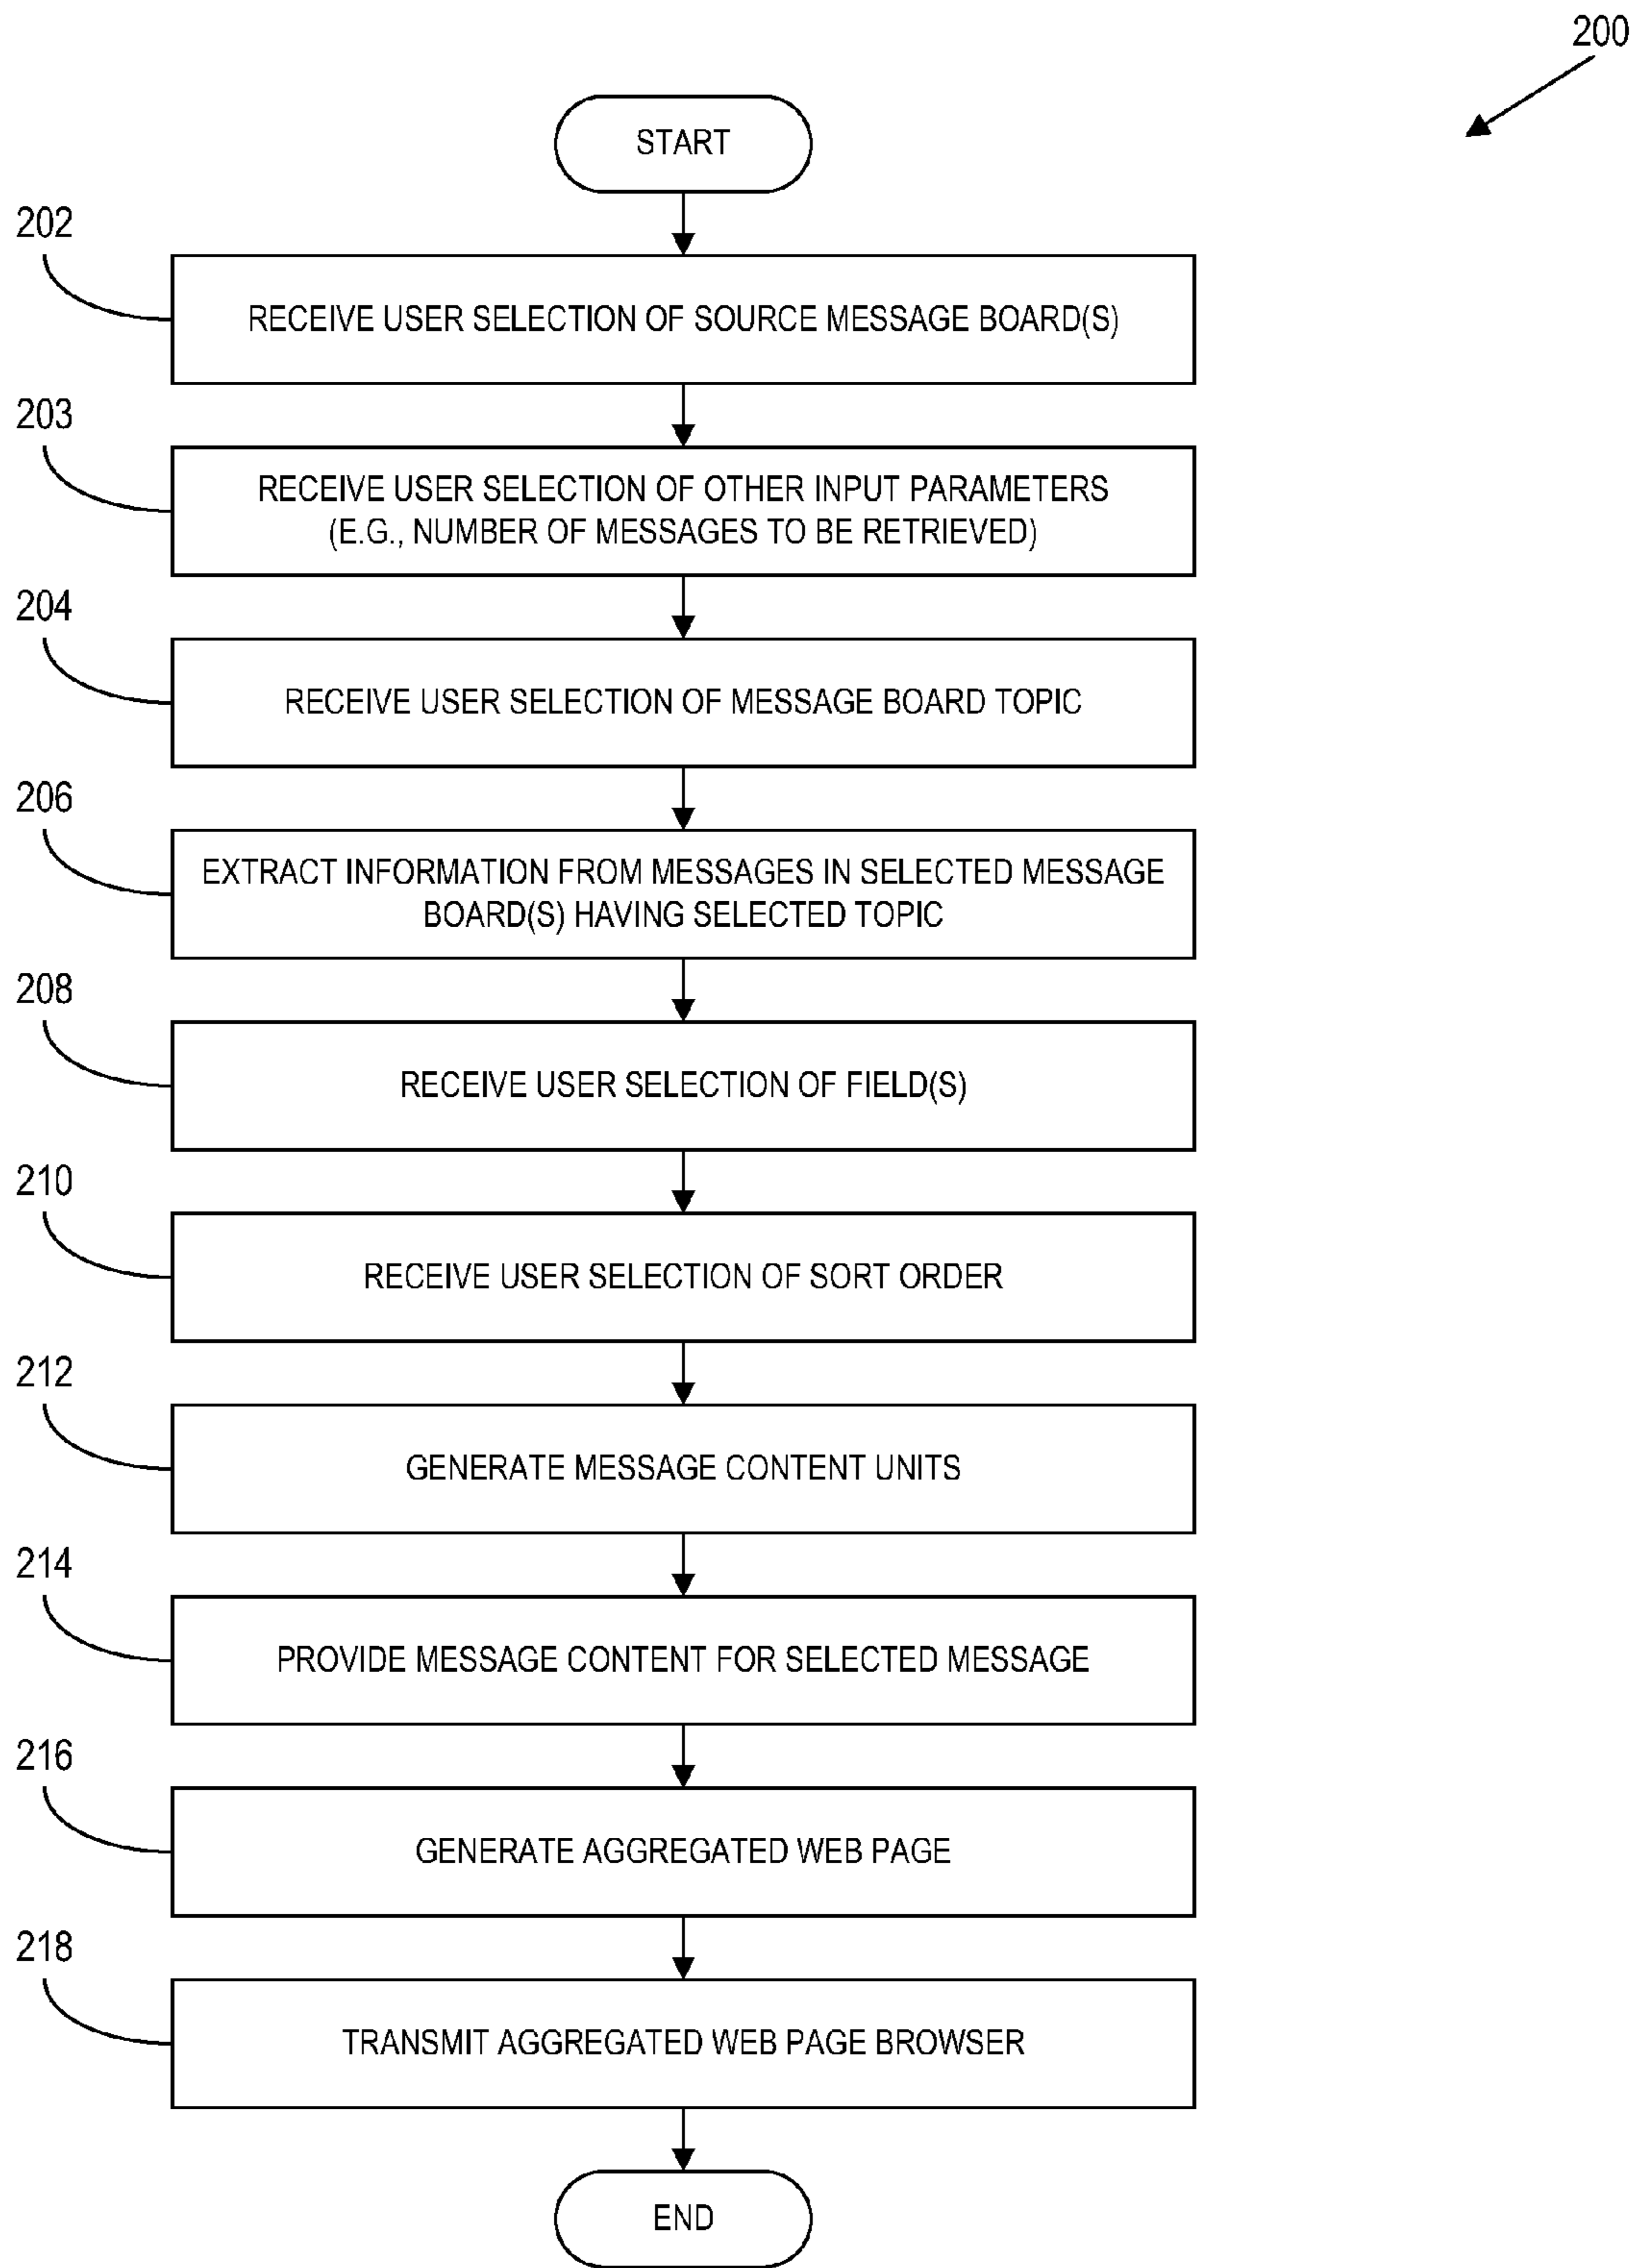 200
START
202
RECEIVE USER SELECTION OF SOURCE MESSAGE BOARD(S)
203
RECEIVE USER SELECTION OF OTHER INPUT PARAMETERS
(E.G., NUMBER OF MESSAGES TO BE RETRIEVED)
204
RECEIVE USER SELECTION OF MESSAGE BOARD TOPIC
206
EXTRACT INFORMATION FROM MESSAGES IN SELECTED MESSAGE
BOARD(S) HAVING SELECTED TOPIC
208
RECEIVE USER SELECTION OF FIELD(S)
210
RECEIVE USER SELECTION OF SORT ORDER
212
GENERATE MESSAGE CONTENT UNITS
214
PROVIDE MESSAGE CONTENT FOR SELECTED MESSAGE
216
GENERATE AGGREGATED WEB PAGE
218
TRANSMIT AGGREGATED WEB PAGE BROWSER
END